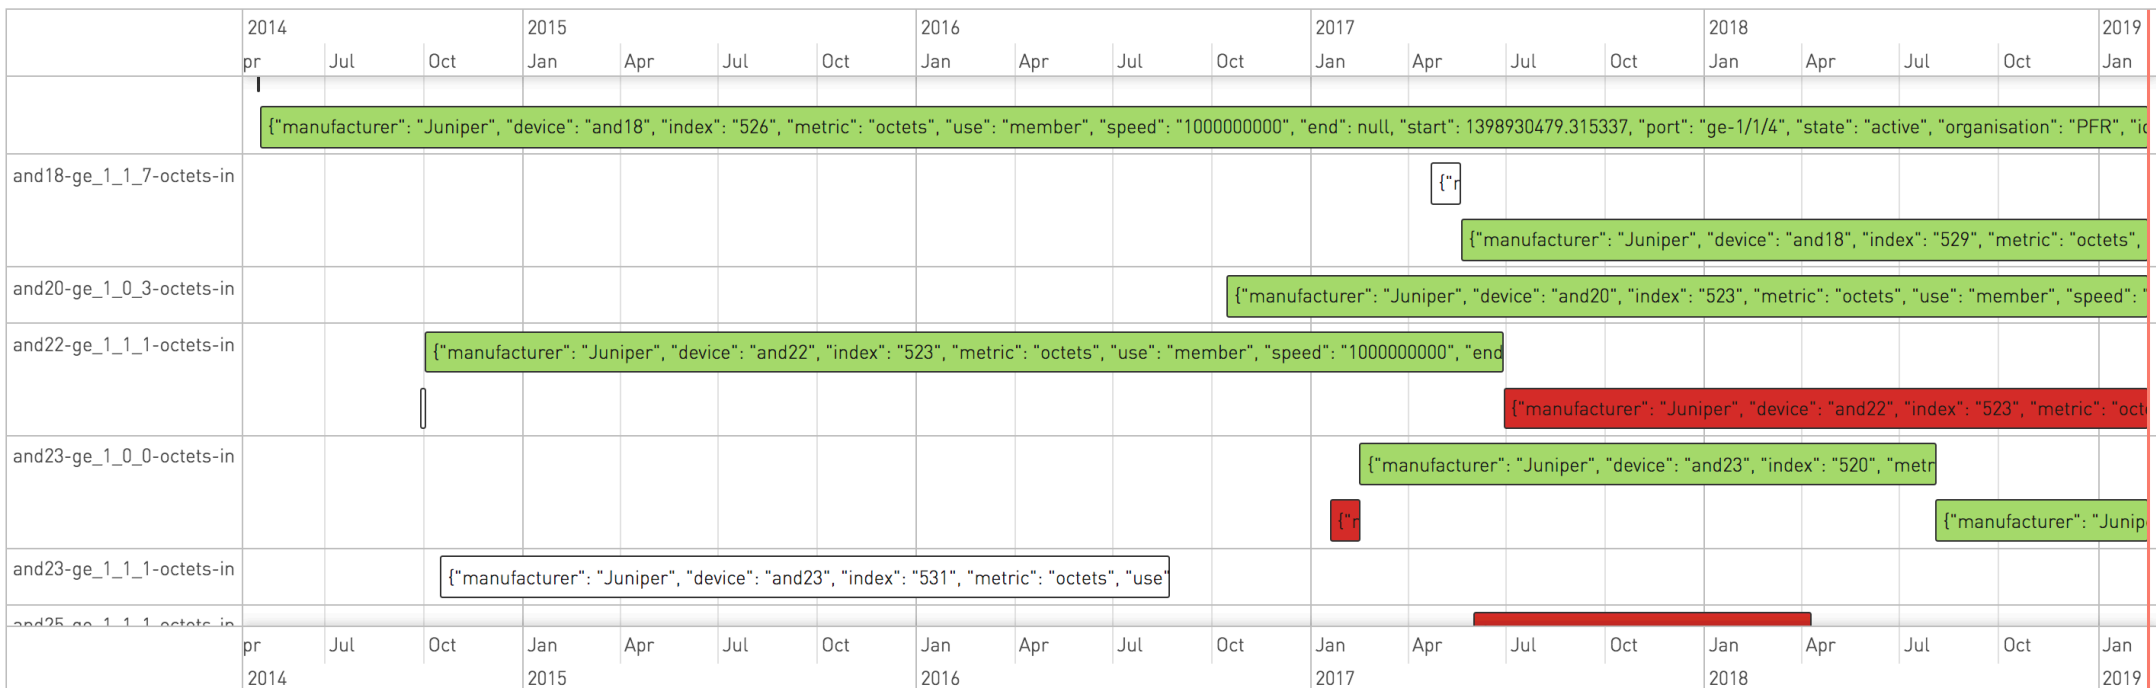 2014 2015 2016 2017 2018 2019
pr Jul Oct Jan Apr Jul Oct Jan Apr Jul Oct Jan Apr Jul Oct Jan Apr Jul Oct Jan
{"manufacturer": "Juniper", "device": "and18", "index": "526", "metric": "octets", "use": "member", "speed": "1000000000", "end": null, "start": 1398930479.315337, "port": "ge-1/1/4", "state": "active", "organisation": "PFR", "ic
and18-ge_1_1_7-octets-in
{"r
{"manufacturer": "Juniper", "device": "and18", "index": "529", "metric": "octets",
and20-ge_1_0_3-octets-in
{"manufacturer": "Juniper", "device": "and20", "index": "523", "metric": "octets", "use": "member", "speed": "
and22-ge_1_1_1-octets-in
{"manufacturer": "Juniper", "device": "and22", "index": "523", "metric": "octets", "use": "member", "speed": "1000000000", "end
{"manufacturer": "Juniper", "device": "and22", "index": "523", "metric": "octe
and23-ge_1_0_0-octets-in
{"manufacturer": "Juniper", "device": "and23", "index": "520", "metr
{"r
{"manufacturer": "Junip
and23-ge_1_1_1-octets-in
{"manufacturer": "Juniper", "device": "and23", "index": "531", "metric": "octets", "use"
and25-ge_1_1_1-octets-in
pr Jul Oct Jan Apr Jul Oct Jan Apr Jul Oct Jan Apr Jul Oct Jan Apr Jul Oct Jan
2014 2015 2016 2017 2018 2019